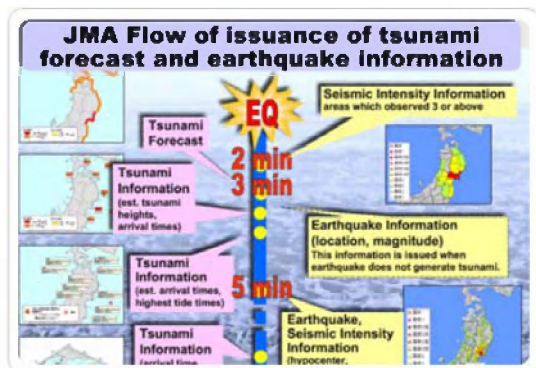 JMA Flow of issuance of tsunami
forecast and earthquake information
EQ
Seismic Intensity Information
areas which observed 3 or above
Tsunami
Forecast
2 min
3 min
Tsunami
Information
(est. tsunami
heights,
arrival times)
Earthquake Information
(location, magnitude)
This information is issued when
earthquake does not generate tsunami.
Tsunami
Information
(est. arrival times,
highest tide times)
5 min
Earthquake,
Seismic Intensity
Information
(hypocenter,
Tsunami
Information
(arrival time